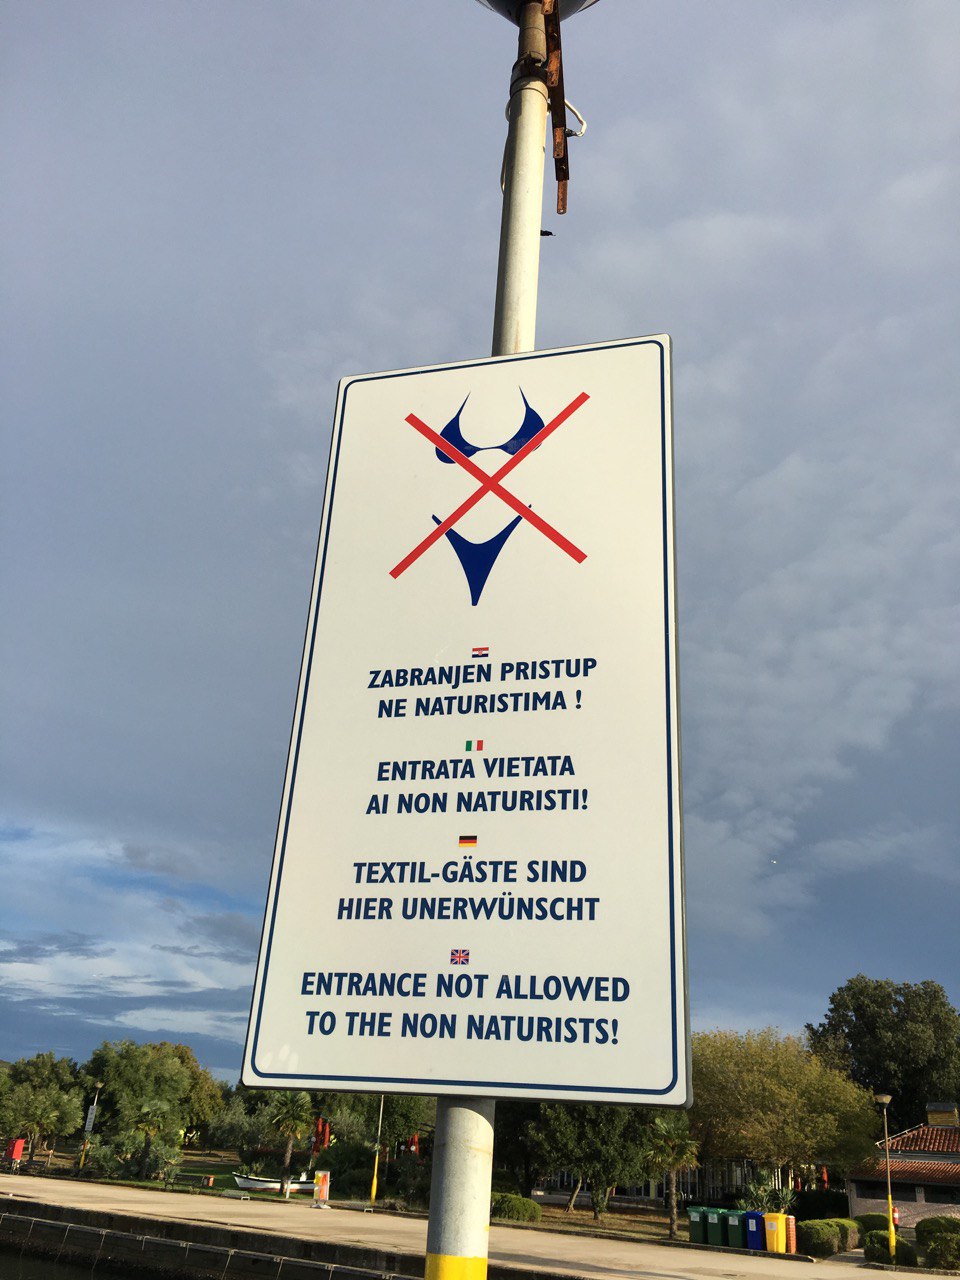 ZABRANJEN PRISTUP
NE NATURISTIMA !
ENTRATA VIETATA
AI NON NATURISTI!
TEXTIL-GÄSTE SIND
HIER UNERWÜNSCHT
ENTRANCE NOT ALLOWED
TO THE NON NATURISTS!